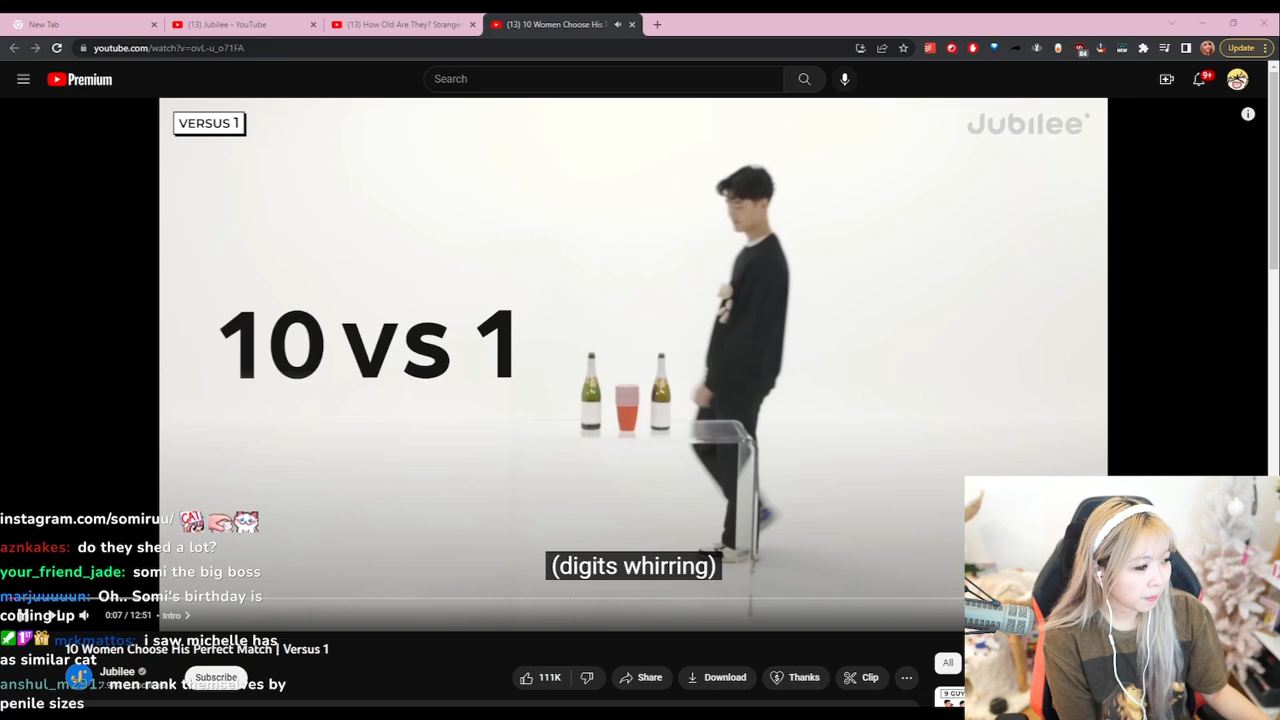 New Tab
(13) Jubilee - YouTube
(13) How Old Are They? Stranger
(13) 10 Women Choose His P
youtube.com/watch?v=ovL-u_o71FA
Update
Premium
Search
9+
VERSUS 1
Jubilee
10 vs 1
(digits whirring)
instagram.com/somiruu/
aznkakes: do they shed a lot?
your_friend_jade: somi the big boss
marjuuuuun: Oh.. Somi's birthday is
coming up
0:07 / 12:51 · Intro
mrkmattos: i saw michelle has
as similar cat
10 Women Choose His Perfect Match | Versus 1
Jubilee
Subscribe
111K
Share
Download
Thanks
Clip
All
men rank themselves by
penile sizes
9 GUY